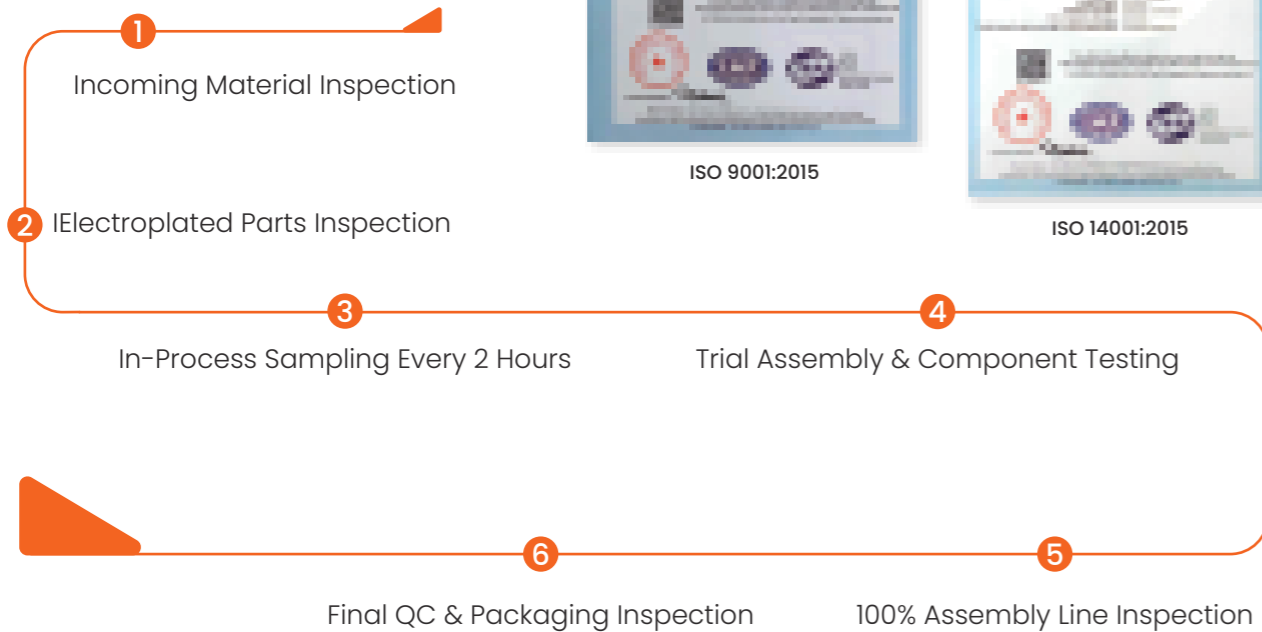 1
Incoming Material Inspection
ISO 9001:2015
2 IElectroplated Parts Inspection
ISO 14001:2015
3
4
In-Process Sampling Every 2 Hours
Trial Assembly & Component Testing
6
5
Final QC & Packaging Inspection
100% Assembly Line Inspection